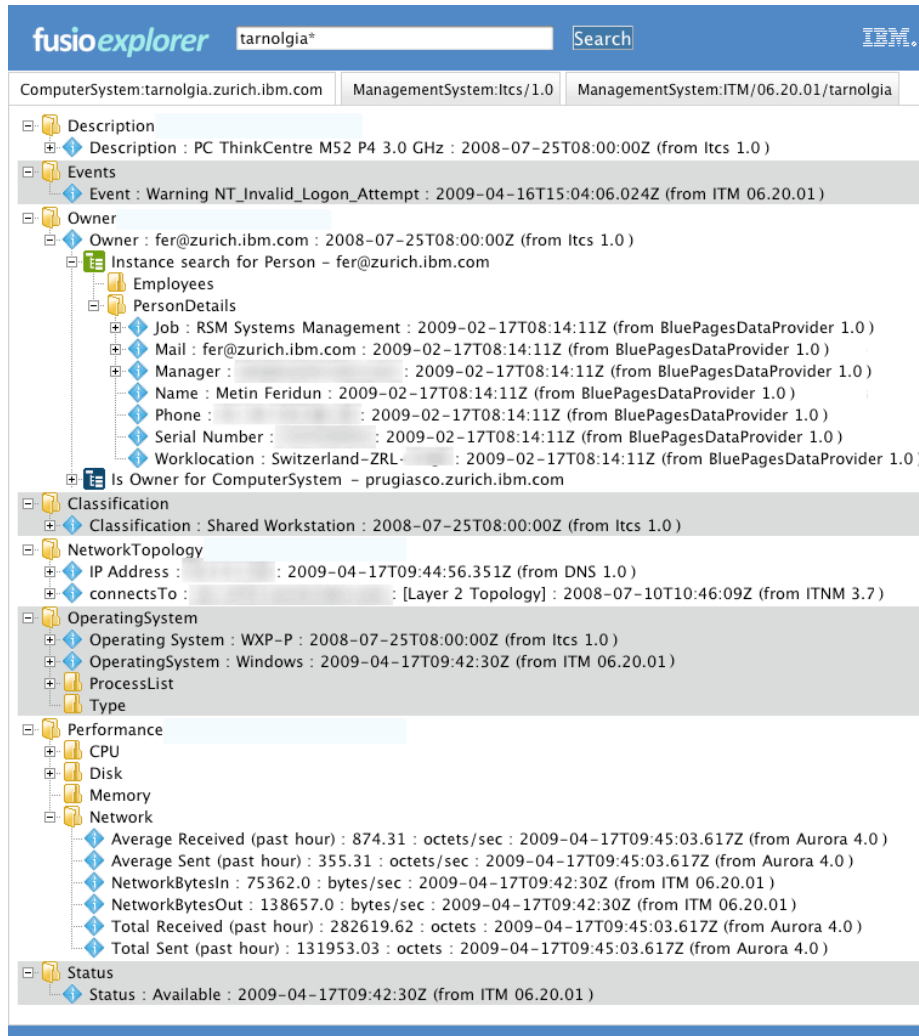 fusio explorer tarnolgia* Search IBM.
ComputerSystem:tarnolgia.zurich.ibm.com ManagementSystem:Itcs/1.0 ManagementSystem:ITM/06.20.01/tarnolgia
Description
Description : PC ThinkCentre M52 P4 3.0 GHz : 2008-07-25T08:00:00Z (from Itcs 1.0 )
Events
Event : Warning NT_Invalid_Logon_Attempt : 2009-04-16T15:04:06.024Z (from ITM 06.20.01 )
Owner
Owner : fer@zurich.ibm.com : 2008-07-25T08:00:00Z (from Itcs 1.0 )
Instance search for Person - fer@zurich.ibm.com
Employees
PersonDetails
Job : RSM Systems Management : 2009-02-17T08:14:11Z (from BluePagesDataProvider 1.0 )
Mail : fer@zurich.ibm.com : 2009-02-17T08:14:11Z (from BluePagesDataProvider 1.0 )
Manager : : 2009-02-17T08:14:11Z (from BluePagesDataProvider 1.0 )
Name : Metin Feridun : 2009-02-17T08:14:11Z (from BluePagesDataProvider 1.0 )
Phone : : 2009-02-17T08:14:11Z (from BluePagesDataProvider 1.0 )
Serial Number : : 2009-02-17T08:14:11Z (from BluePagesDataProvider 1.0 )
Worklocation : Switzerland-ZRL- : 2009-02-17T08:14:11Z (from BluePagesDataProvider 1.0 )
Is Owner for ComputerSystem - prugiasco.zurich.ibm.com
Classification
Classification : Shared Workstation : 2008-07-25T08:00:00Z (from Itcs 1.0 )
NetworkTopology
IP Address : : 2009-04-17T09:44:56.351Z (from DNS 1.0 )
connectsTo : : [Layer 2 Topology] : 2008-07-10T10:46:09Z (from ITNM 3.7 )
OperatingSystem
Operating System : WXP-P : 2008-07-25T08:00:00Z (from Itcs 1.0 )
OperatingSystem : Windows : 2009-04-17T09:42:30Z (from ITM 06.20.01 )
ProcessList
Type
Performance
CPU
Disk
Memory
Network
Average Received (past hour) : 874.31 : octets/sec : 2009-04-17T09:45:03.617Z (from Aurora 4.0 )
Average Sent (past hour) : 355.31 : octets/sec : 2009-04-17T09:45:03.617Z (from Aurora 4.0 )
NetworkBytesIn : 75362.0 : bytes/sec : 2009-04-17T09:42:30Z (from ITM 06.20.01 )
NetworkBytesOut : 138657.0 : bytes/sec : 2009-04-17T09:42:30Z (from ITM 06.20.01 )
Total Received (past hour) : 282619.62 : octets : 2009-04-17T09:45:03.617Z (from Aurora 4.0 )
Total Sent (past hour) : 131953.03 : octets : 2009-04-17T09:45:03.617Z (from Aurora 4.0 )
Status
Status : Available : 2009-04-17T09:42:30Z (from ITM 06.20.01 )